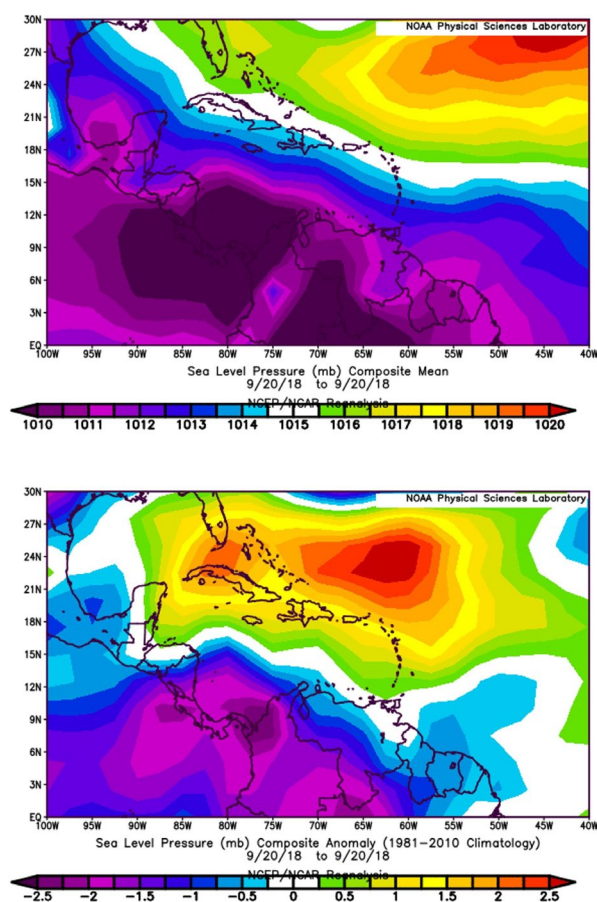 NOAA Physical Sciences Laboratory
30N
27N
24N
21N
18N
15N
12N
9N
6N
3N
EQ
100W 95W 90W 85W 80W 75W 70W 65W 60W 55W 50W 45W 40W
Sea Level Pressure (mb) Composite Mean
9/20/18 to 9/20/18
NCEP/NCAR Reanalysis
1010 1011 1012 1013 1014 1015 1016 1017 1018 1019 1020
NOAA Physical Sciences Laboratory
30N
27N
24N
21N
18N
15N
12N
9N
6N
3N
EQ
100W 95W 90W 85W 80W 75W 70W 65W 60W 55W 50W 45W 40W
Sea Level Pressure (mb) Composite Anomaly (1981-2010 Climatology)
9/20/18 to 9/20/18
NCEP/NCAR Reanalysis
-2.5 -2 -1.5 -1 -0.5 0 0.5 1 1.5 2 2.5